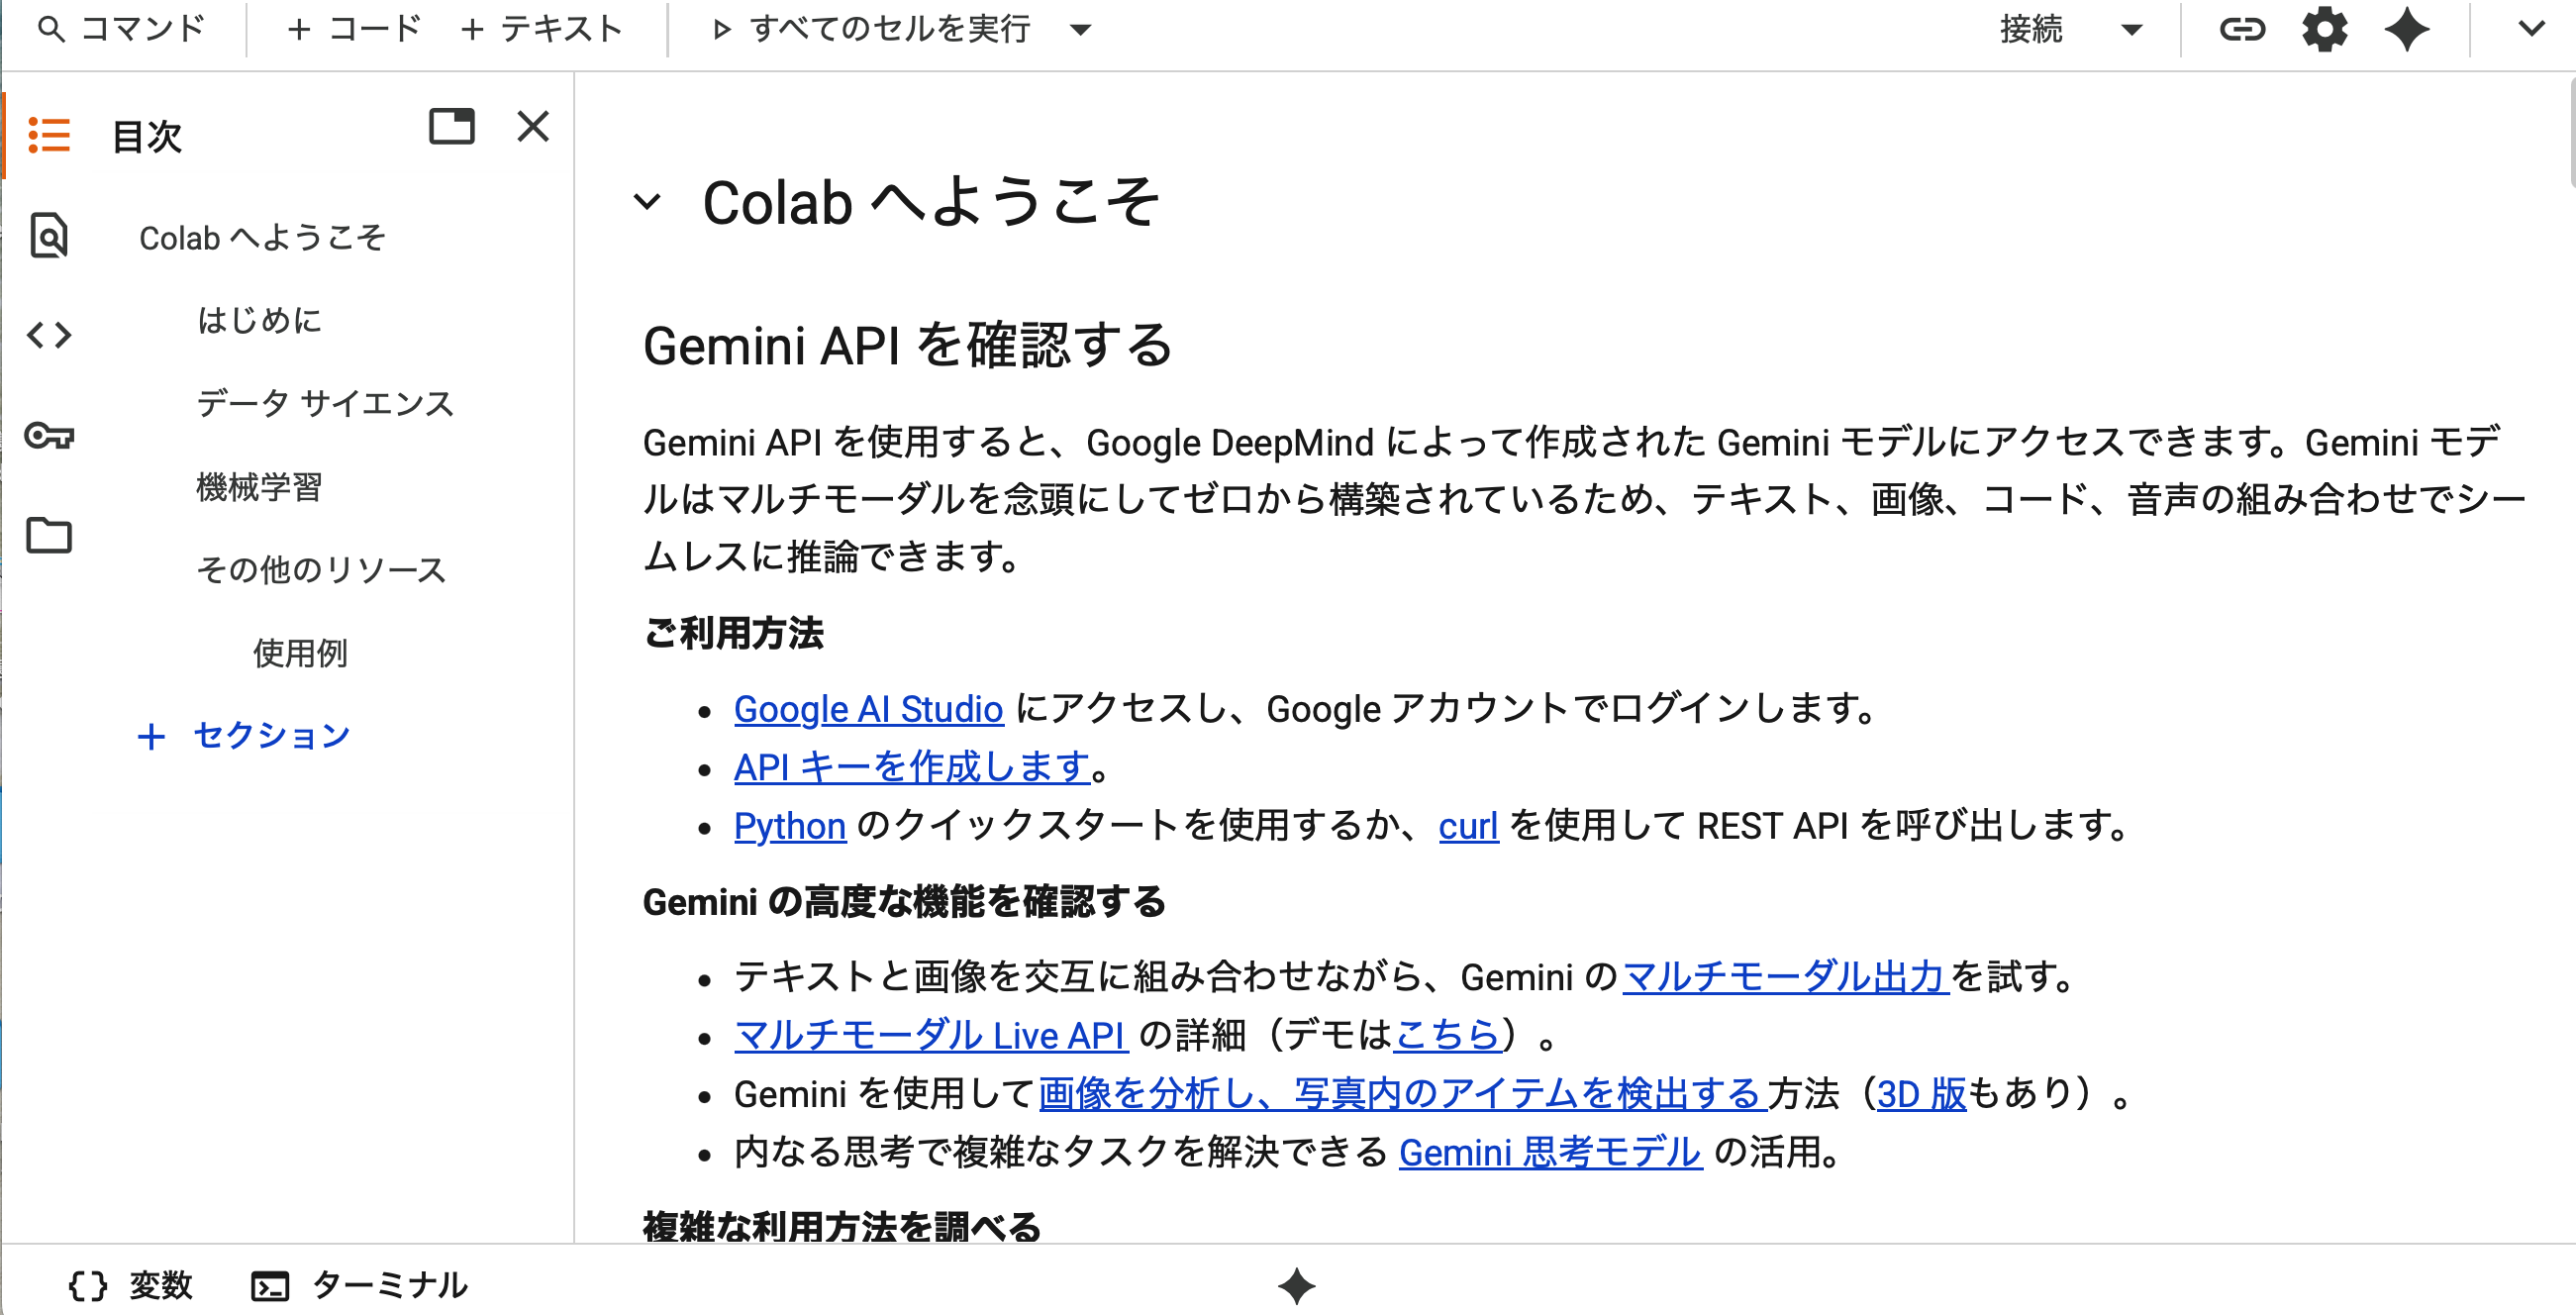 コマンド
+ コード
+ テキスト
すべてのセルを実行
接続
目次
Colab へようこそ
はじめに
データ サイエンス
機械学習
その他のリソース
使用例
+ セクション
Colab へようこそ
Gemini API を確認する
Gemini API を使用すると、Google DeepMind によって作成された Gemini モデルにアクセスできます。Gemini モデ
ルはマルチモーダルを念頭にしてゼロから構築されているため、テキスト、画像、コード、音声の組み合わせでシー
ムレスに推論できます。
ご利用方法
• Google AI Studio にアクセスし、Google アカウントでログインします。
• API キーを作成します。
• Python のクイックスタートを使用するか、curl を使用して REST API を呼び出します。
Gemini の高度な機能を確認する
• テキストと画像を交互に組み合わせながら、Gemini のマルチモーダル出力を試す。
• マルチモーダル Live API の詳細（デモはこちら）。
• Gemini を使用して画像を分析し、写真内のアイテムを検出する方法（3D 版もあり）。
• 内なる思考で複雑なタスクを解決できる Gemini 思考モデル の活用。
複雑な利用方法を調べる
{} 変数
ターミナル